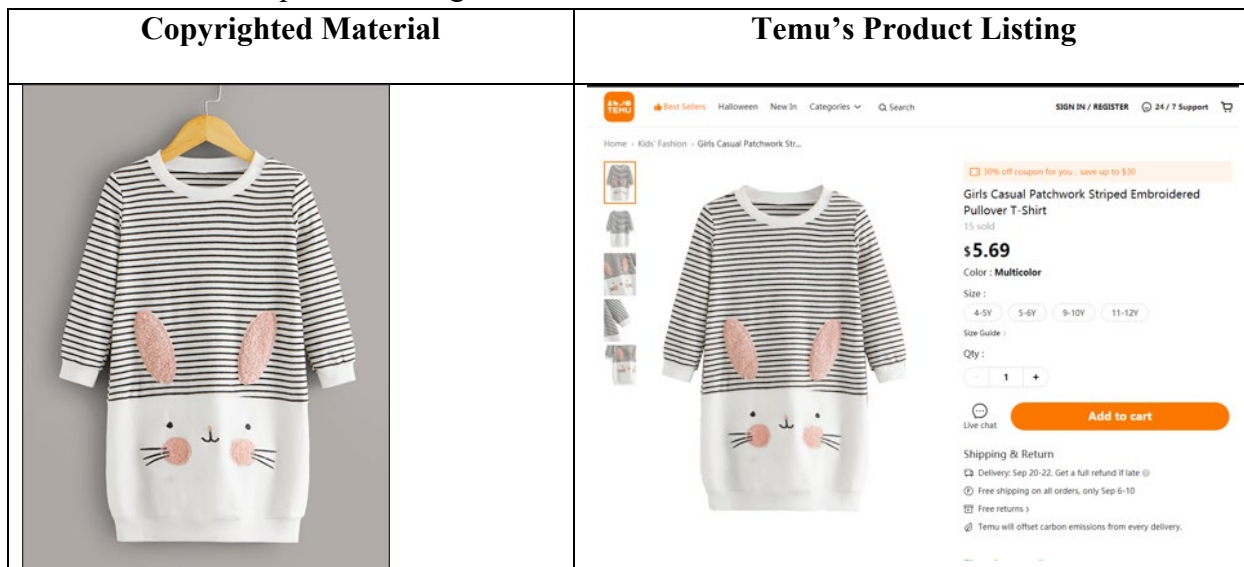 Copyrighted Material
Temu's Product Listing
TEMU
Best Sellers Halloween New In Categories Search SIGN IN / REGISTER 24 / 7 Support
Home › Kids' Fashion › Girls Casual Patchwork Str...
30% off coupon for you , save up to $30
Girls Casual Patchwork Striped Embroidered
Pullover T-Shirt
15 sold
$5.69
Color : Multicolor
Size :
4-5Y 5-6Y 9-10Y 11-12Y
Size Guide ›
Qty :
- 1 +
Live chat
Add to cart
Shipping & Return
Delivery: Sep 20-22. Get a full refund if late
Free shipping on all orders, only Sep 6-10
Free returns ›
Temu will offset carbon emissions from every delivery.